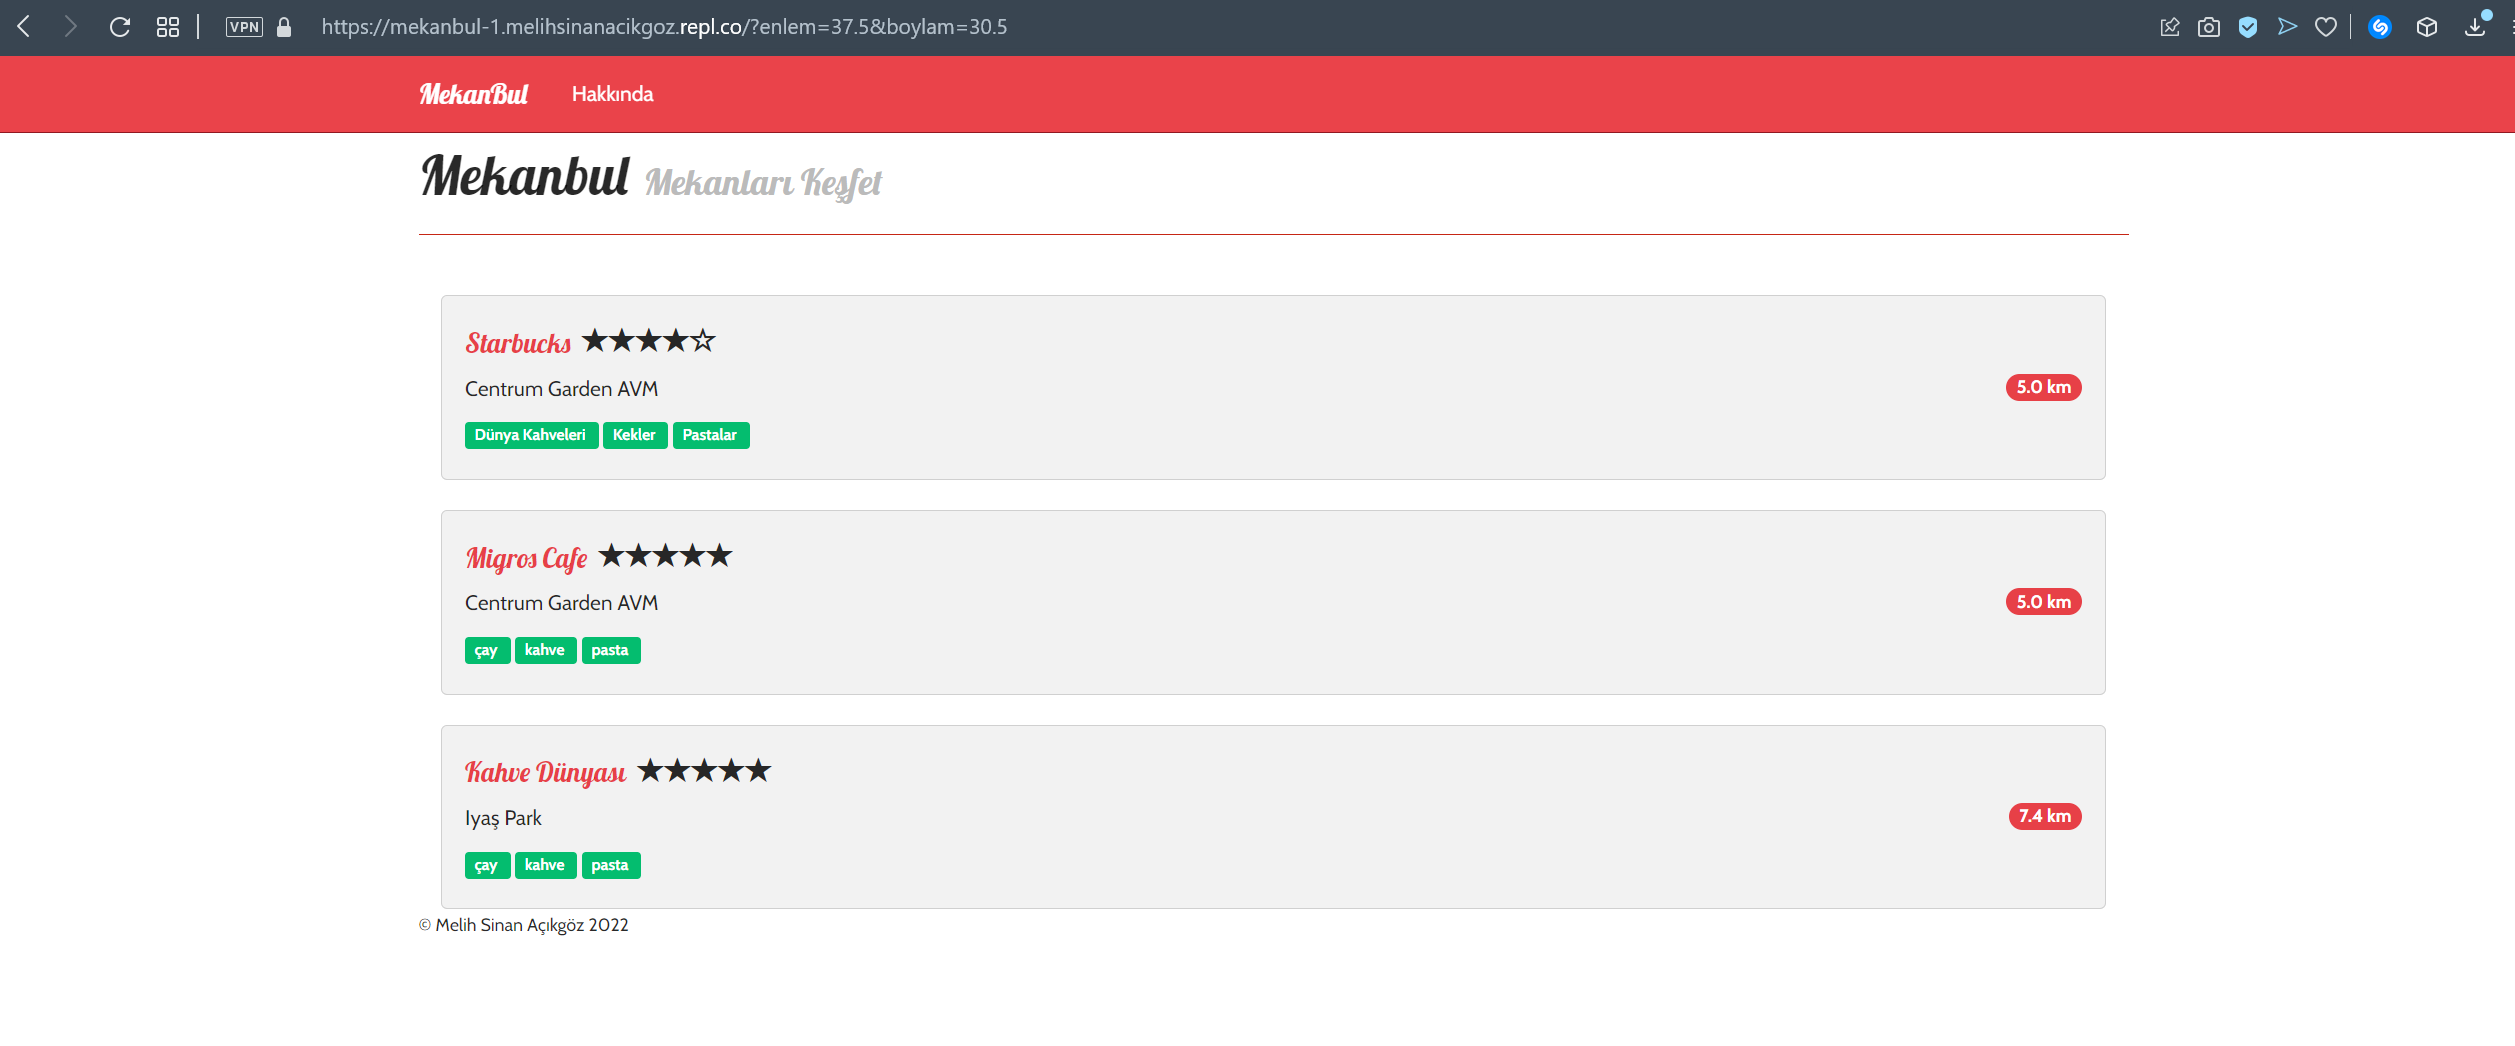 VPN https://mekanbul-1.melihsinanacikgoz.repl.co/?enlem=37.5&boylam=30.5
MekanBul Hakkında
Mekanbul Mekanları Keşfet
Starbucks ★★★★☆
Centrum Garden AVM 5.0 km
Dünya Kahveleri Kekler Pastalar
Migros Cafe ★★★★★
Centrum Garden AVM 5.0 km
çay kahve pasta
Kahve Dünyası ★★★★★
Iyaş Park 7.4 km
çay kahve pasta
© Melih Sinan Açıkgöz 2022